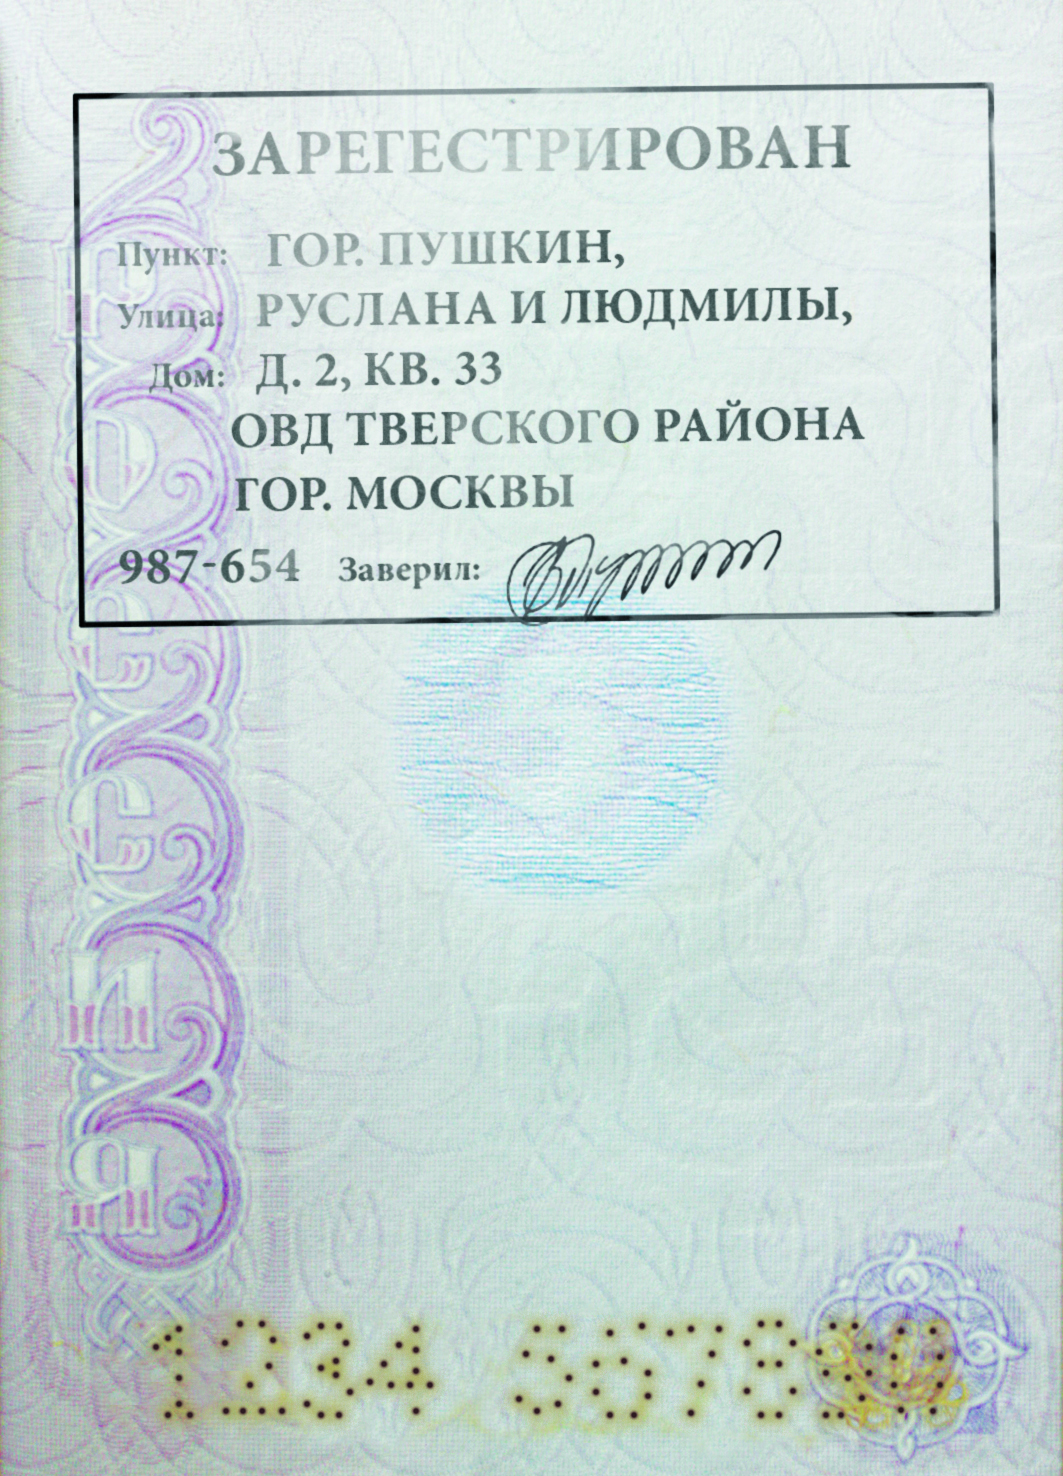 ЗАРЕГЕСТРИРОВАН
Пункт: ГОР. ПУШКИН,
Улица: РУСЛАНА И ЛЮДМИЛЫ,
Дом: Д. 2, КВ. 33
ОВД ТВЕРСКОГО РАЙОНА
ГОР. МОСКВЫ
987-654 Заверил:
РОССИЯ
1234